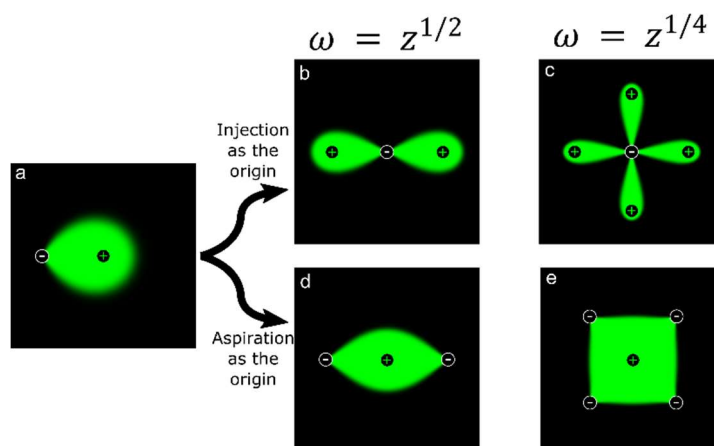 ω = z^{1/2}
ω = z^{1/4}
b
c
Injection
as the
origin
+
-
+
+
+
-
+
+
a
-
+
d
e
Aspiration
as the
origin
-
+
-
-
-
+
-
-